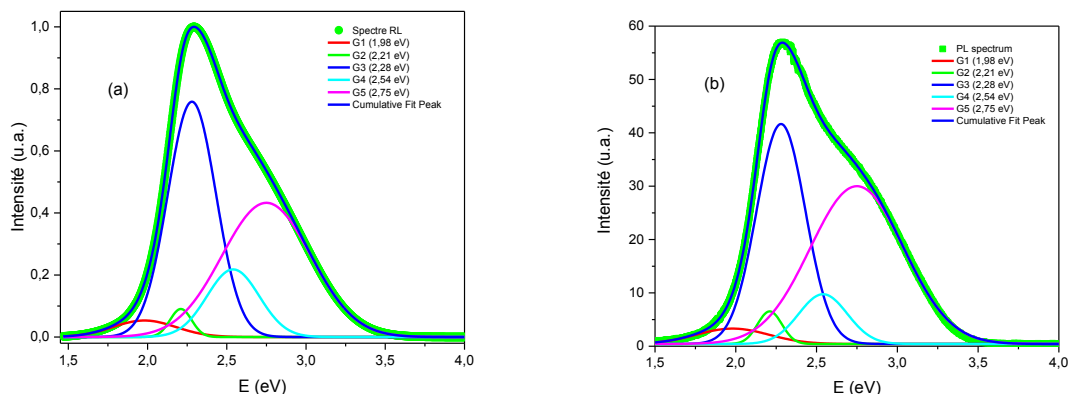 1,0
0,8
0,6
0,4
0,2
0,0
Intensité (u.a.)
(a)
Spectre RL
G1 (1,98 eV)
G2 (2,21 eV)
G3 (2,28 eV)
G4 (2,54 eV)
G5 (2,75 eV)
Cumulative Fit Peak
1,5 2,0 2,5 3,0 3,5 4,0
E (eV)
60
50
40
30
20
10
0
Intensité (u.a.)
(b)
PL spectrum
G1 (1,98 eV)
G2 (2,21 eV)
G3 (2,28 eV)
G4 (2,54 eV)
G5 (2,75 eV)
Cumulative Fit Peak
1,5 2,0 2,5 3,0 3,5 4,0
E (eV)